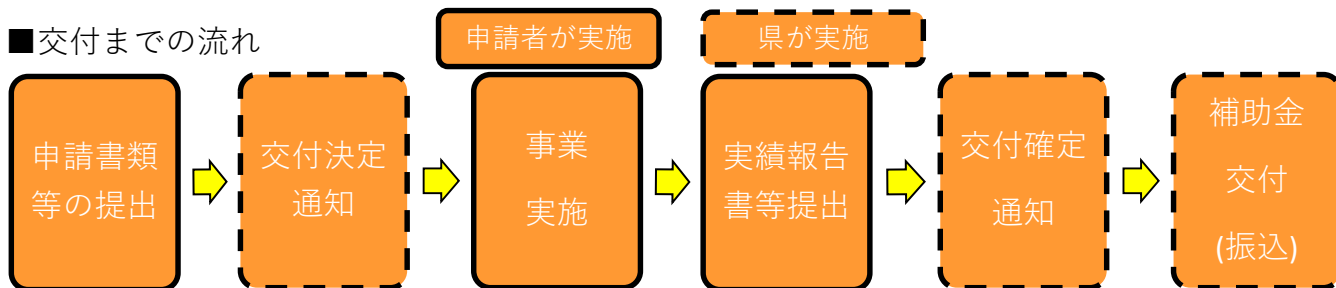 ■交付までの流れ
申請者が実施
県が実施
申請書類
等の提出
交付決定
通知
事業
実施
実績報告
書等提出
交付確定
通知
補助金
交付
(振込)